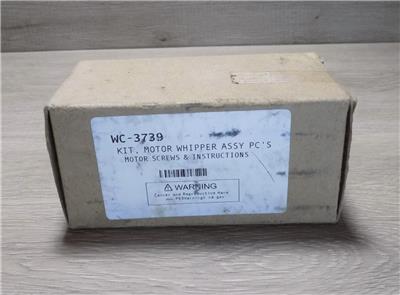 WC-3739
KIT, MOTOR WHIPPER ASSY PC'S
MOTOR SCREWS & INSTRUCTIONS
⚠ WARNING
Cancer and Reproductive Harm